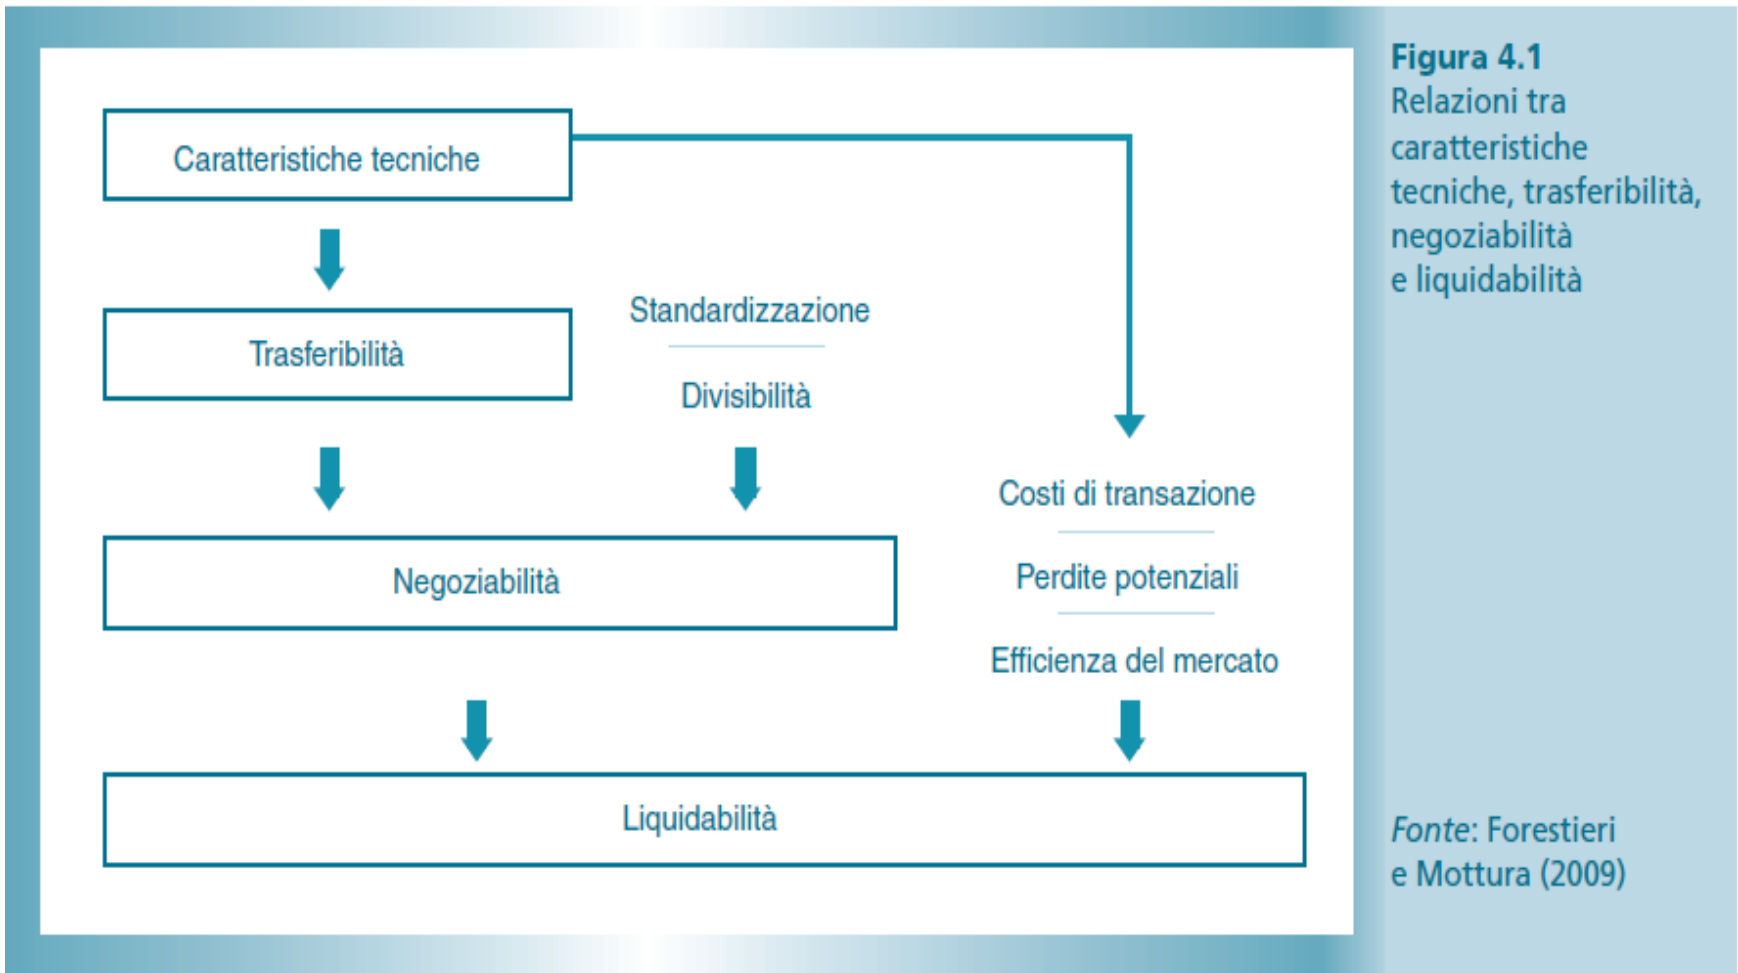 Caratteristiche tecniche
Trasferibilità
Standardizzazione
Divisibilità
Negoziabilità
Costi di transazione
Perdite potenziali
Efficienza del mercato
Liquidabilità
Figura 4.1
Relazioni tra
caratteristiche
tecniche, trasferibilità,
negoziabilità
e liquidabilità
Fonte: Forestieri
e Mottura (2009)